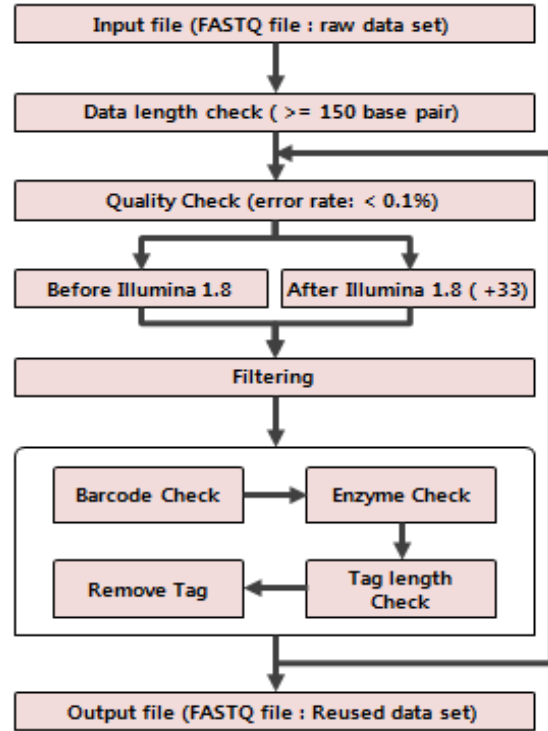 Input file (FASTQ file : raw data set)
Data length check ( >= 150 base pair)
Quality Check (error rate: < 0.1%)
Before Illumina 1.8
After Illumina 1.8 ( +33)
Filtering
Barcode Check
Enzyme Check
Remove Tag
Tag length
Check
Output file (FASTQ file : Reused data set)